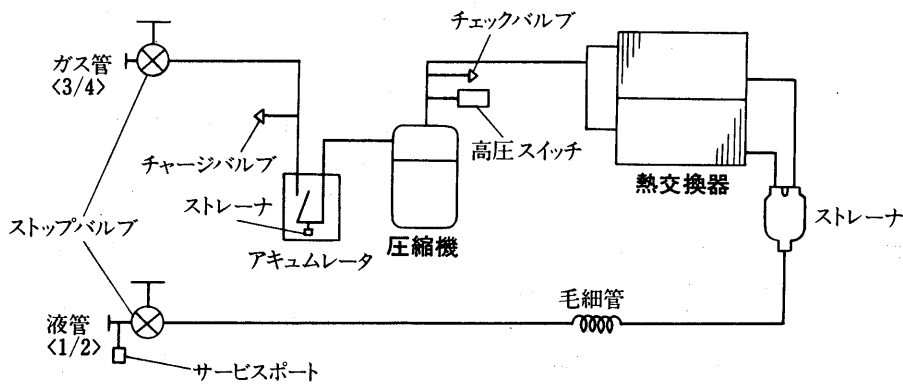 チェックバルブ
ガス管
<3/4>
高圧スイッチ
チャージバルブ
熱交換器
ストレーナ
ストレーナ
ストップバルブ
圧縮機
アキュムレータ
毛細管
液管
<1/2>
サービスポート